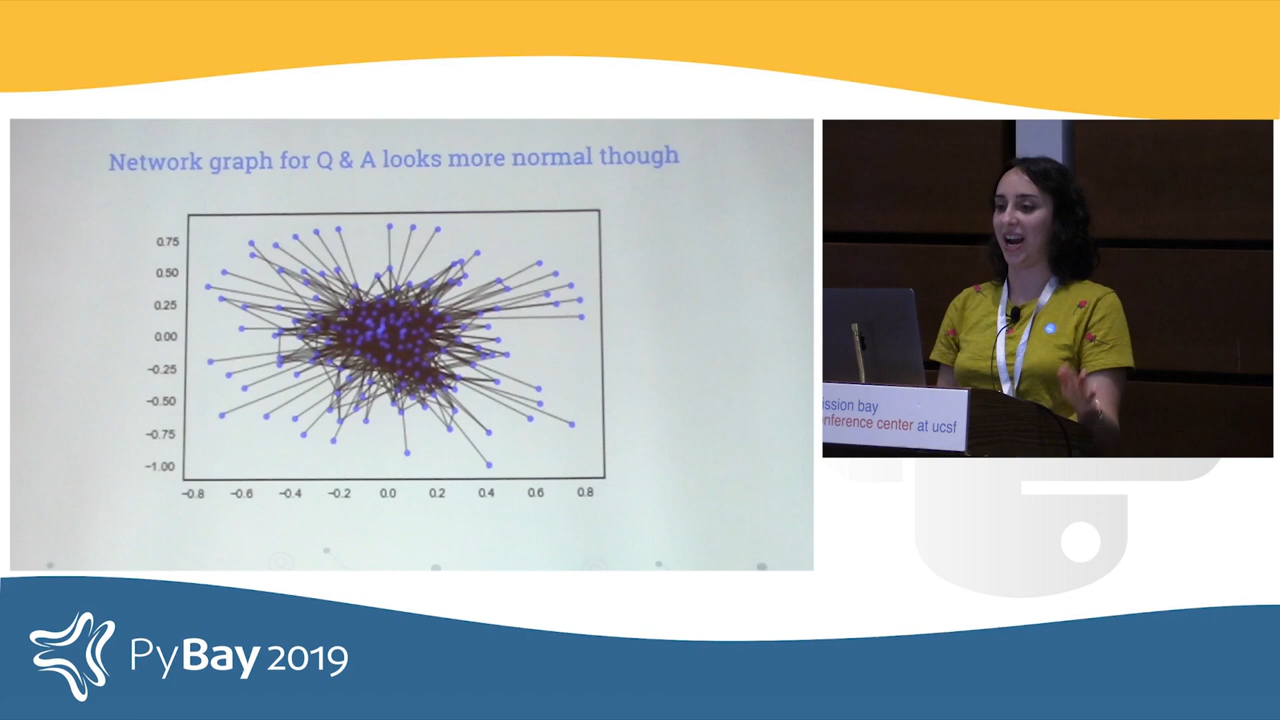 Network graph for Q & A looks more normal though
0.75
0.50
0.25
0.00
−0.25
−0.50
−0.75
−1.00
−0.8 −0.6 −0.4 −0.2 0.0 0.2 0.4 0.6 0.8
ission bay
onference center at ucsf
PyBay 2019